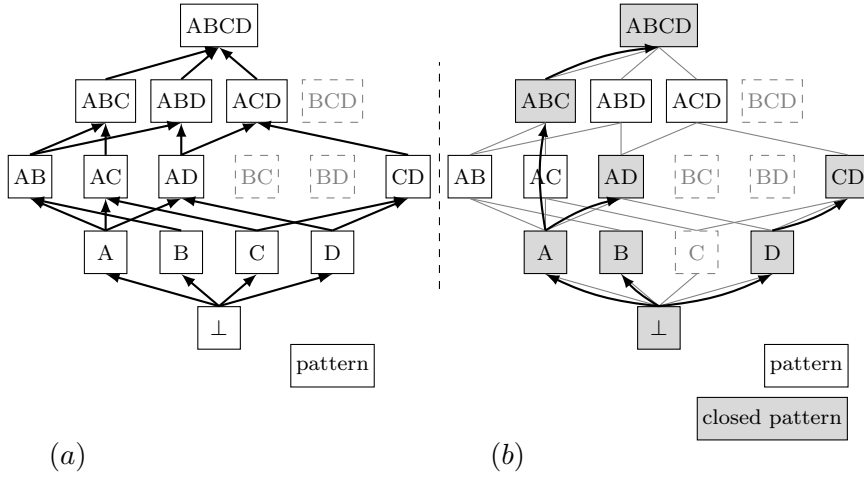 ABCD
ABC ABD ACD BCD
AB AC AD BC BD CD
A B C D
⊥
pattern
(a)
ABCD
ABC ABD ACD BCD
AB AC AD BC BD CD
A B C D
⊥
pattern
closed pattern
(b)